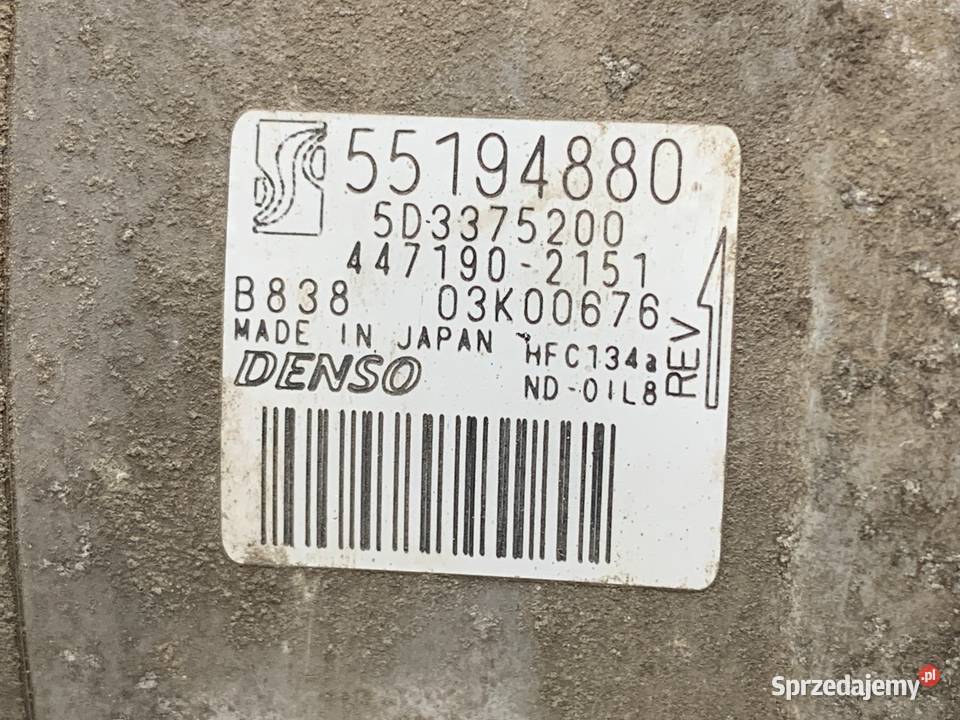 55194880
5D3375200
447190-2151
B838 03K00676
MADE IN JAPAN HFC134a
DENSO ND-OIL8
REV
Sprzedajemy.pl